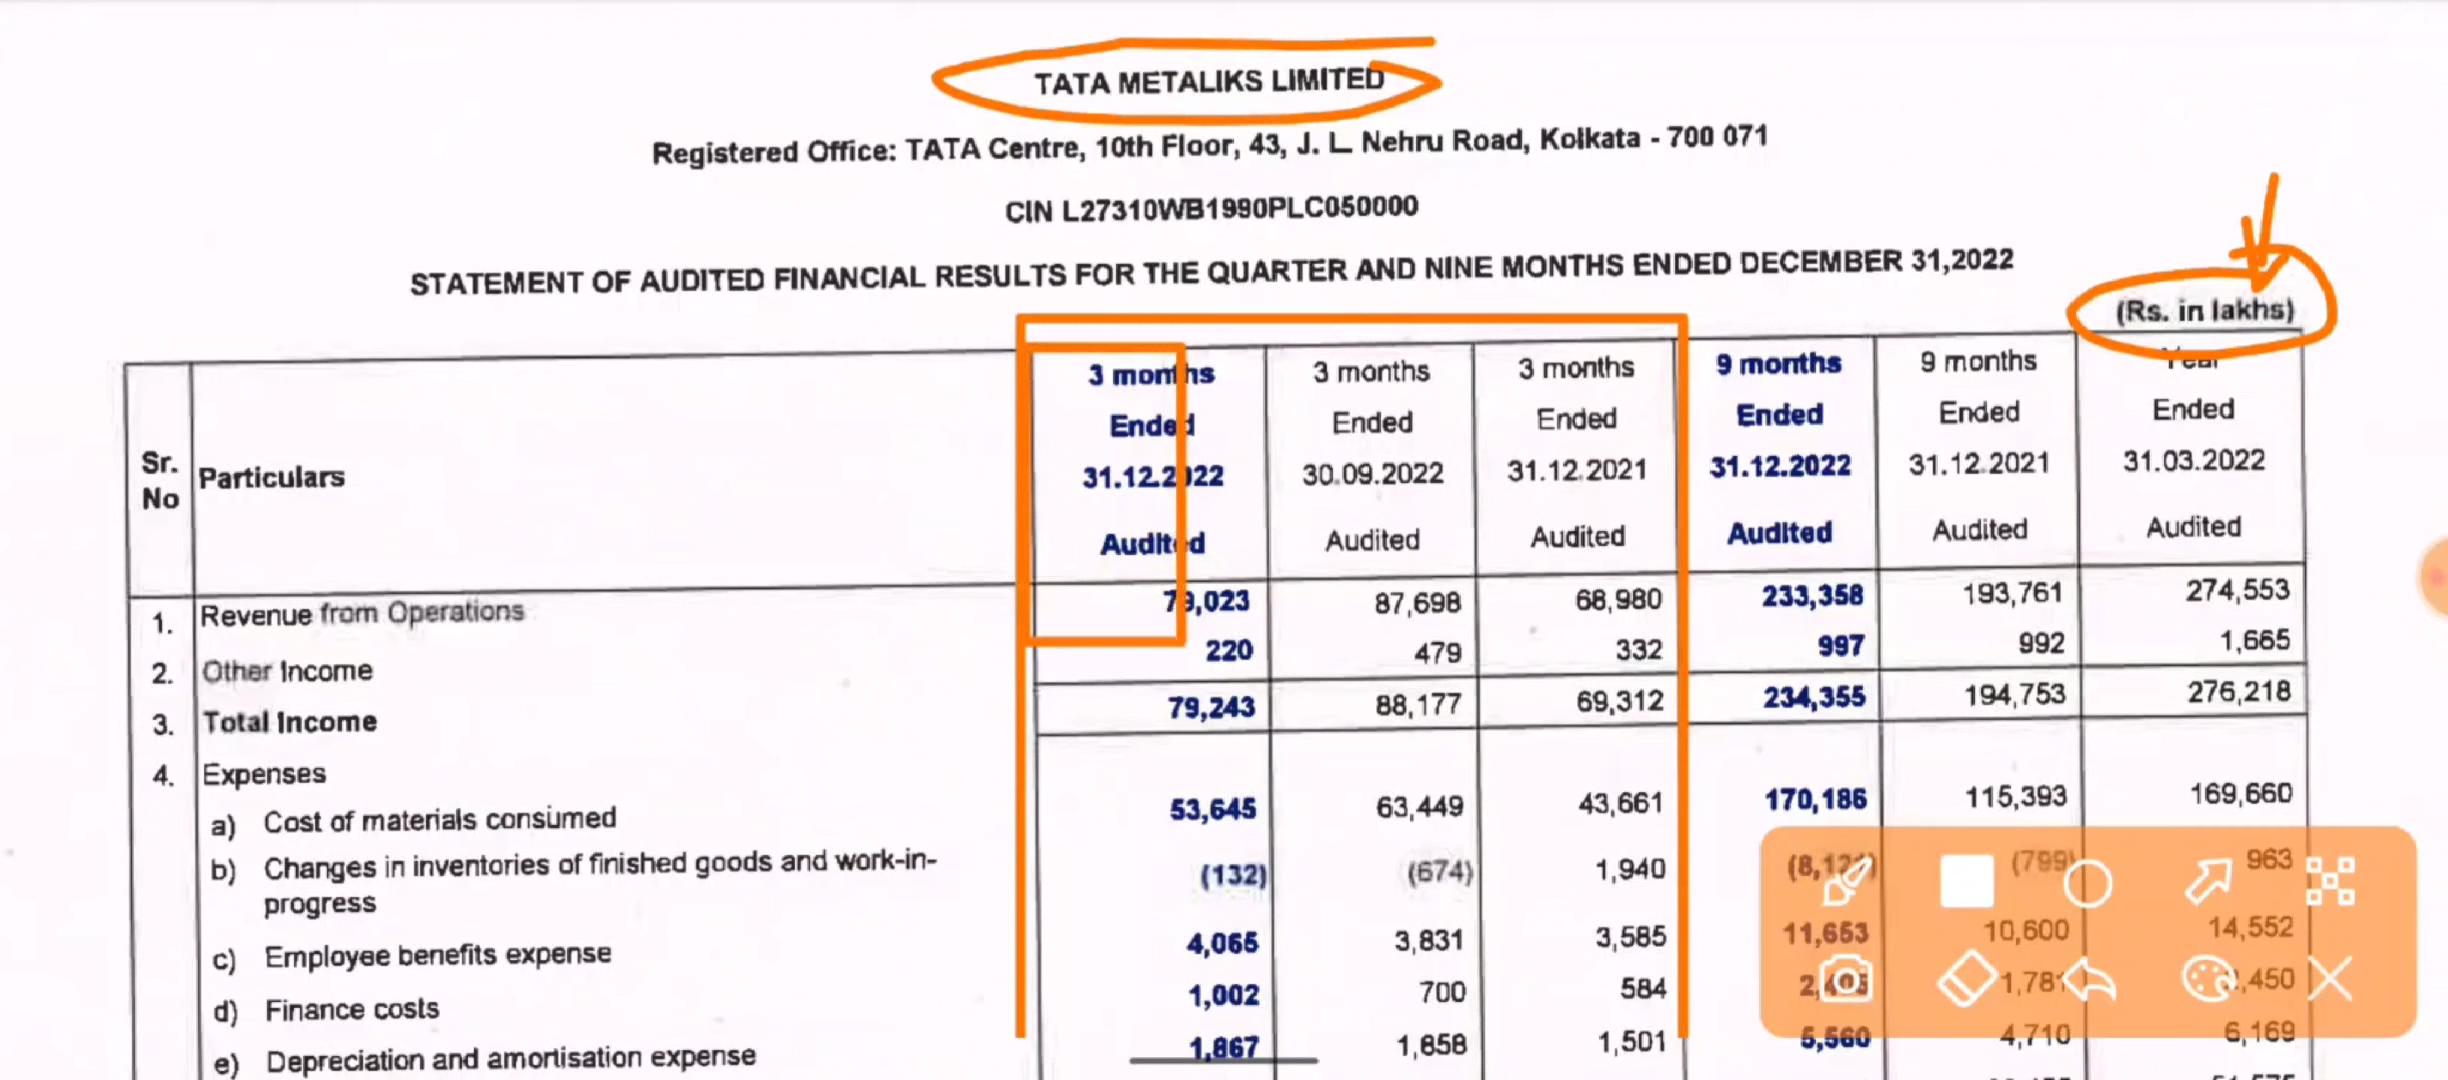 TATA METALIKS LIMITED
Registered Office: TATA Centre, 10th Floor, 43, J. L. Nehru Road, Kolkata - 700 071
CIN L27310WB1990PLC050000
STATEMENT OF AUDITED FINANCIAL RESULTS FOR THE QUARTER AND NINE MONTHS ENDED DECEMBER 31,2022
(Rs. in lakhs)
Sr. No Particulars 3 months Ended 31.12.2022 Audited 3 months Ended 30.09.2022 Audited 3 months Ended 31.12.2021 Audited 9 months Ended 31.12.2022 Audited 9 months Ended 31.12.2021 Audited Year Ended 31.03.2022 Audited
1. Revenue from Operations 79,023 87,698 68,980 233,358 193,761 274,553
2. Other Income 220 479 332 997 992 1,665
3. Total Income 79,243 88,177 69,312 234,355 194,753 276,218
4. Expenses
a) Cost of materials consumed 53,645 63,449 43,661 170,186 115,393 169,660
b) Changes in inventories of finished goods and work-in-
progress (132) (674) 1,940 (799) 963
c) Employee benefits expense 4,065 3,831 3,585 11,653 10,600 14,552
d) Finance costs 1,002 700 584
e) Depreciation and amortisation expense 1,867 1,858 1,501 5,560 4,710 6,169